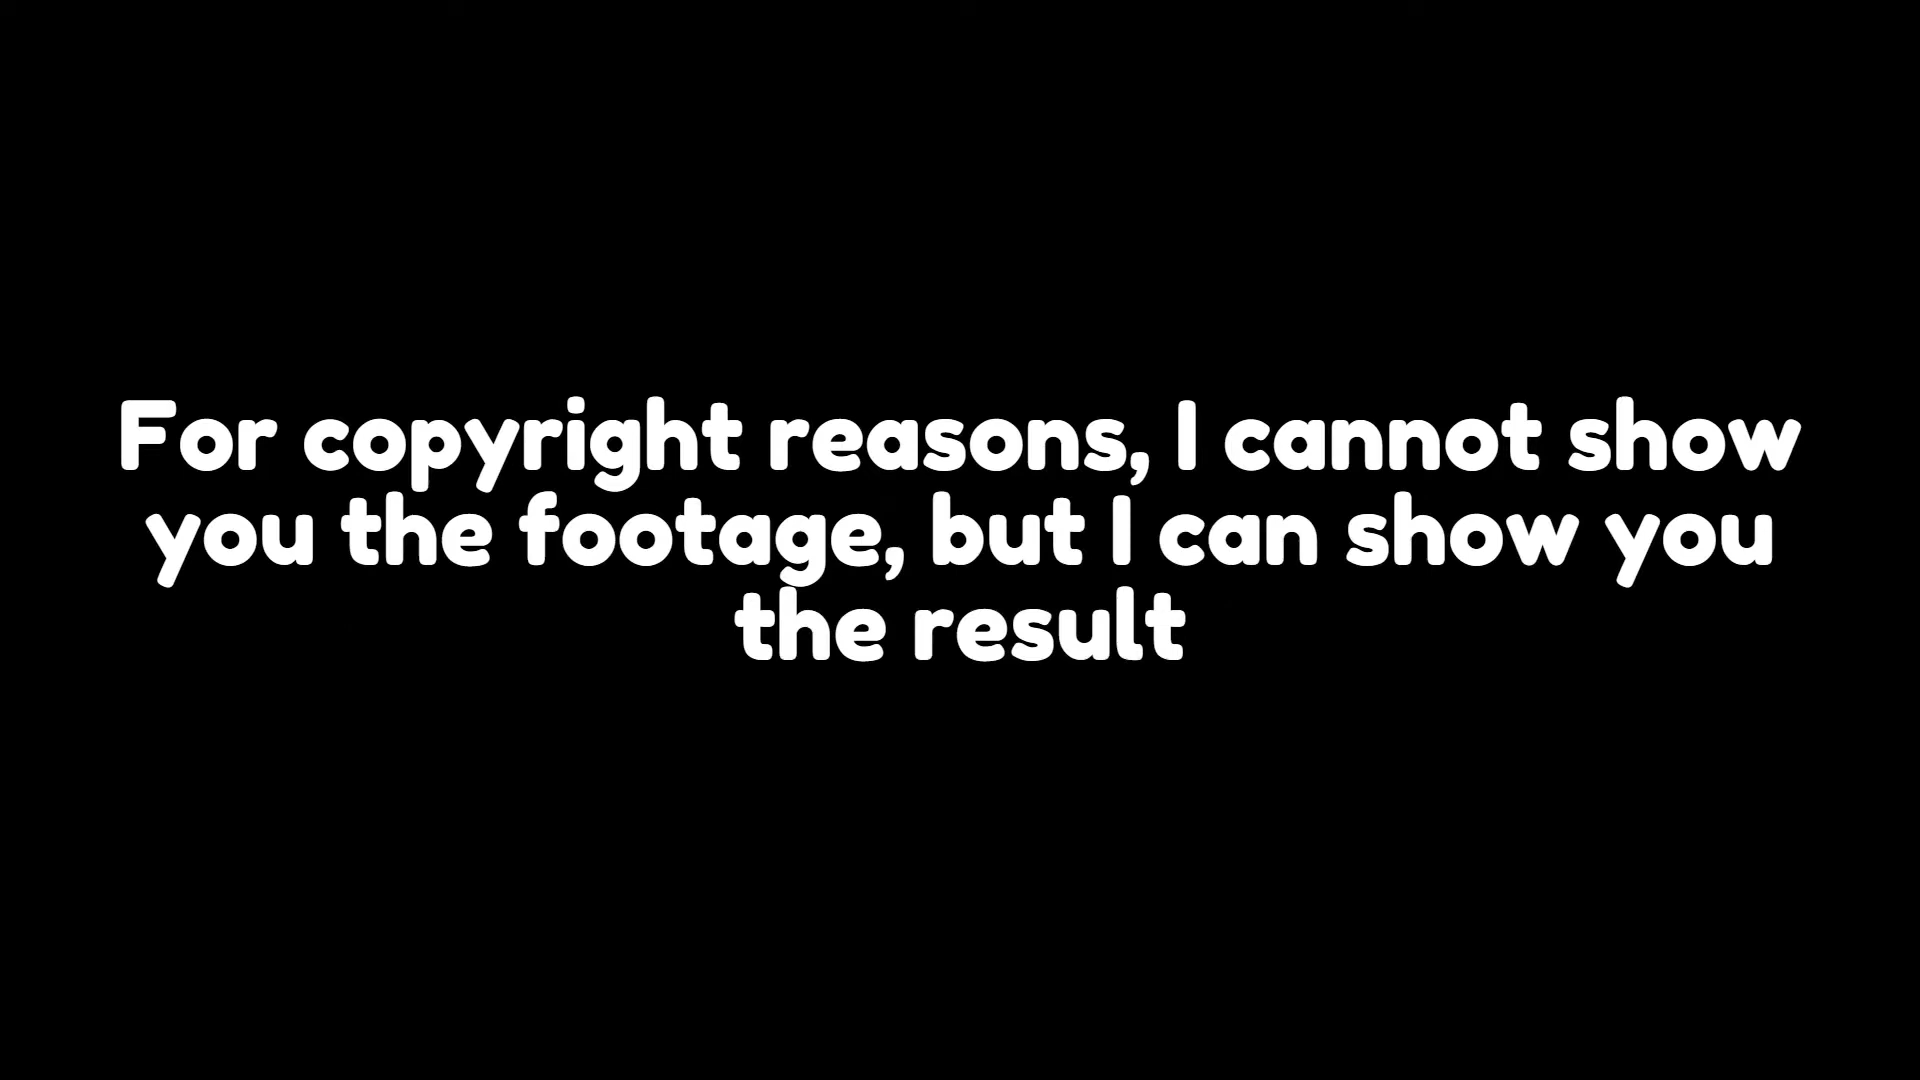 For copyright reasons, I cannot show
you the footage, but I can show you
the result